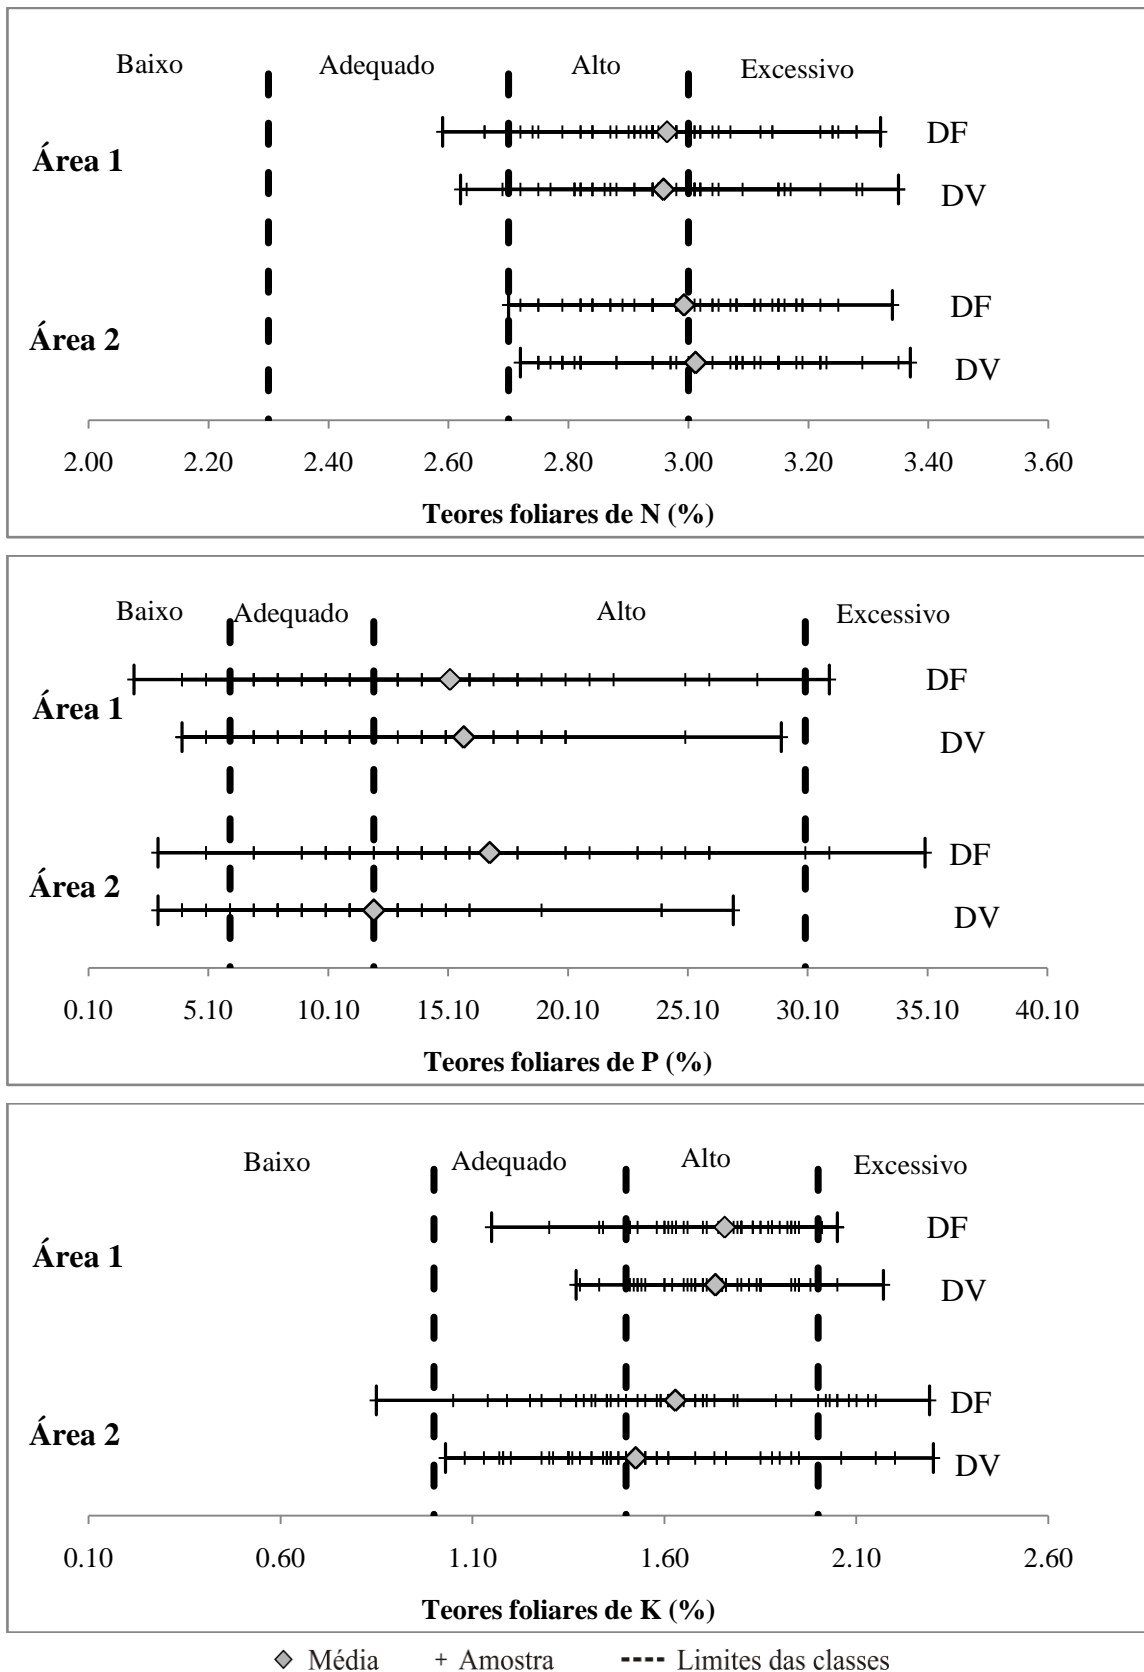 Baixo Adequado Alto Excessivo
DF
Área 1
DV
DF
Área 2
DV
2.00 2.20 2.40 2.60 2.80 3.00 3.20 3.40 3.60
Teores foliares de N (%)
Baixo Adequado Alto Excessivo
DF
Área 1
DV
DF
Área 2
DV
0.10 5.10 10.10 15.10 20.10 25.10 30.10 35.10 40.10
Teores foliares de P (%)
Baixo Adequado Alto Excessivo
DF
Área 1
DV
DF
Área 2
DV
0.10 0.60 1.10 1.60 2.10 2.60
Teores foliares de K (%)
Média Amostra Limites das classes